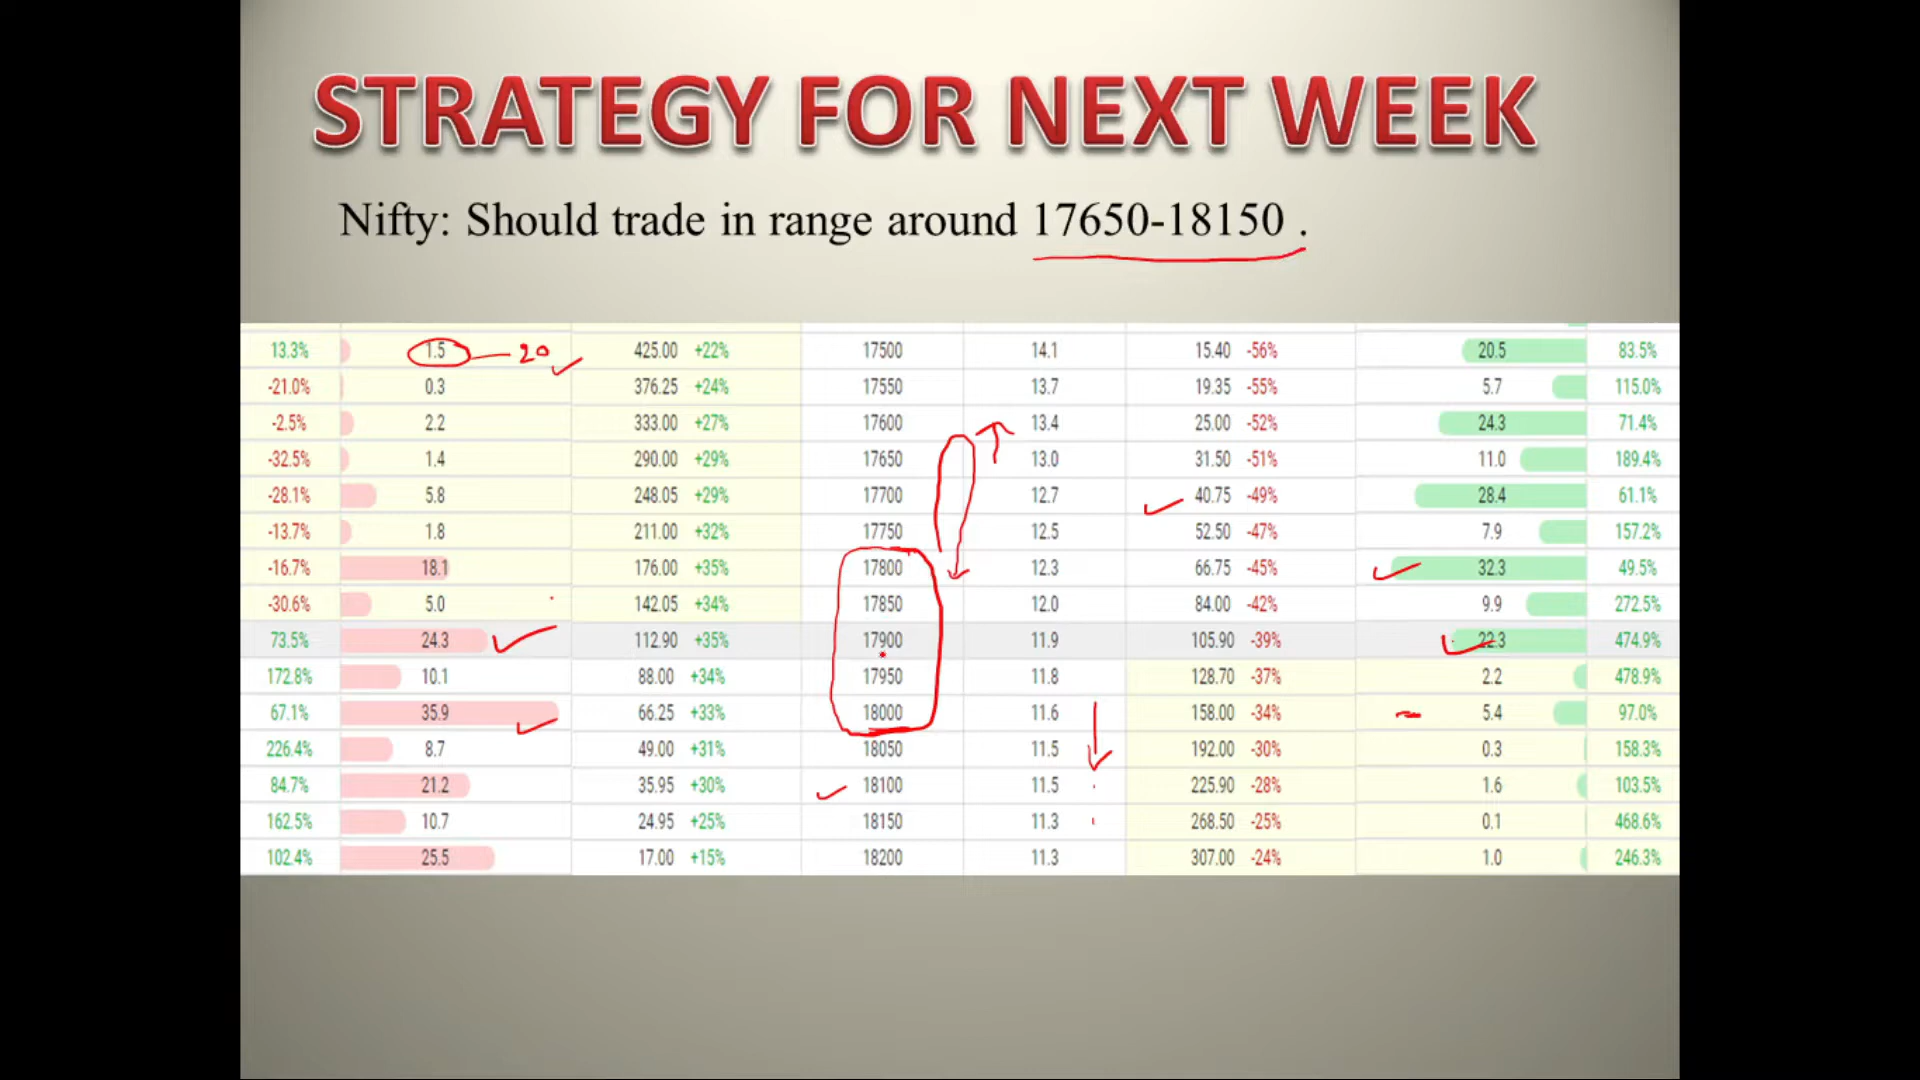 STRATEGY FOR NEXT WEEK
Nifty: Should trade in range around 17650-18150 .
13.3% 1.5 20 425.00 +22% 17500 14.1 15.40 -56% 20.5 83.5%
-21.0% 0.3 376.25 +24% 17550 13.7 19.35 -55% 5.7 115.0%
-2.5% 2.2 333.00 +27% 17600 13.4 25.00 -52% 24.3 71.4%
-32.5% 1.4 290.00 +29% 17650 13.0 31.50 -51% 11.0 189.4%
-28.1% 5.8 248.05 +29% 17700 12.7 40.75 -49% 28.4 61.1%
-13.7% 1.8 211.00 +32% 17750 12.5 52.50 -47% 7.9 157.2%
-16.7% 18.1 176.00 +35% 17800 12.3 66.75 -45% 32.3 49.5%
-30.6% 5.0 142.05 +34% 17850 12.0 84.00 -42% 9.9 272.5%
73.5% 24.3 112.90 +35% 17900 11.9 105.90 -39% 22.3 474.9%
172.8% 10.1 88.00 +34% 17950 11.8 128.70 -37% 2.2 478.9%
67.1% 35.9 66.25 +33% 18000 11.6 158.00 -34% 5.4 97.0%
226.4% 8.7 49.00 +31% 18050 11.5 192.00 -30% 0.3 158.3%
84.7% 21.2 35.95 +30% 18100 11.5 225.90 -28% 1.6 103.5%
162.5% 10.7 24.95 +25% 18150 11.3 268.50 -25% 0.1 468.6%
102.4% 25.5 17.00 +15% 18200 11.3 307.00 -24% 1.0 246.3%